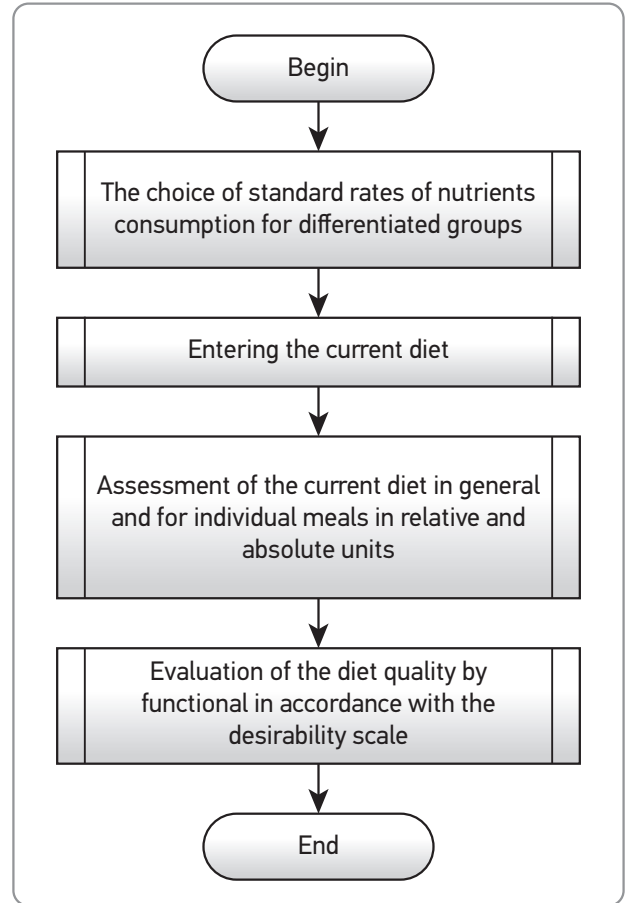 Begin
The choice of standard rates of nutrients
consumption for differentiated groups
Entering the current diet
Assessment of the current diet in general
and for individual meals in relative and
absolute units
Evaluation of the diet quality by
functional in accordance with the
desirability scale
End